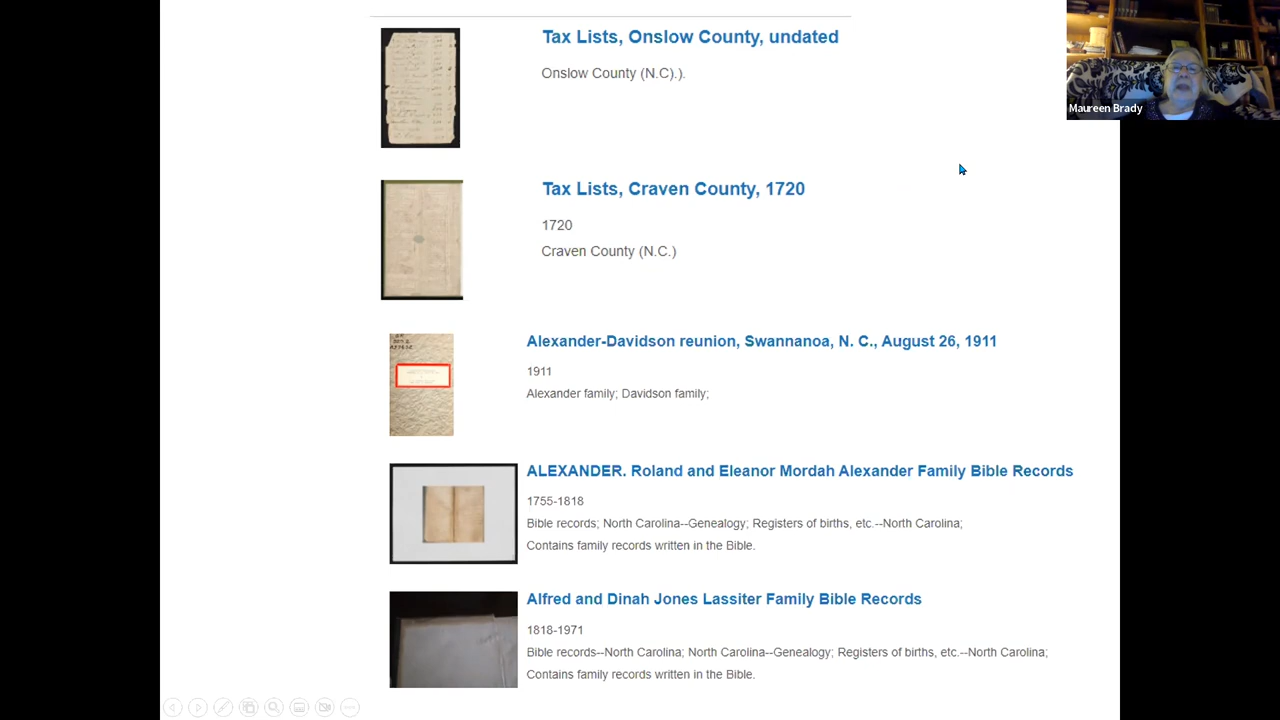 Tax Lists, Onslow County, undated
Onslow County (N.C).).
Maureen Brady
Tax Lists, Craven County, 1720
1720
Craven County (N.C.)
Alexander-Davidson reunion, Swannanoa, N. C., August 26, 1911
1911
Alexander family; Davidson family;
ALEXANDER. Roland and Eleanor Mordah Alexander Family Bible Records
1755-1818
Bible records; North Carolina--Genealogy; Registers of births, etc.--North Carolina;
Contains family records written in the Bible.
Alfred and Dinah Jones Lassiter Family Bible Records
1818-1971
Bible records--North Carolina; North Carolina--Genealogy; Registers of births, etc.--North Carolina;
Contains family records written in the Bible.